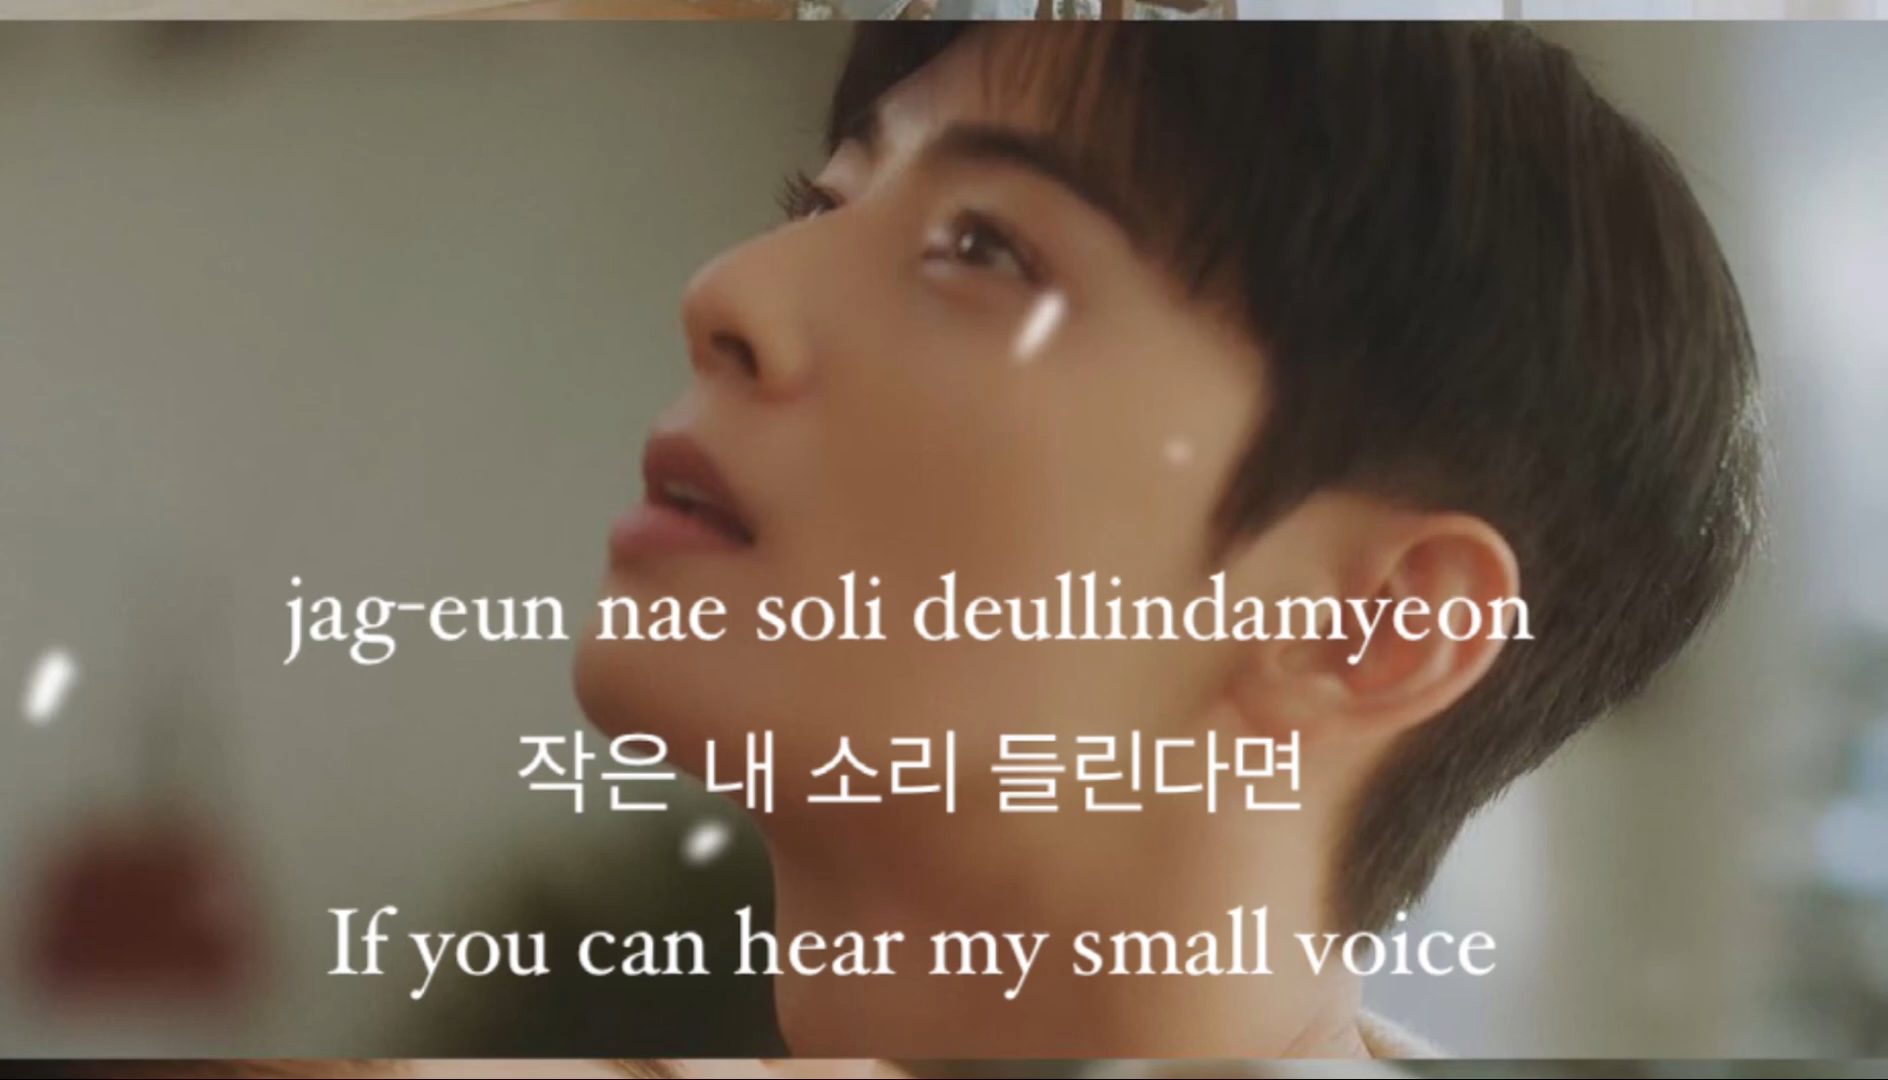 jag-eun nae soli deullindamyeon
작은 내 소리 들린다면
If you can hear my small voice